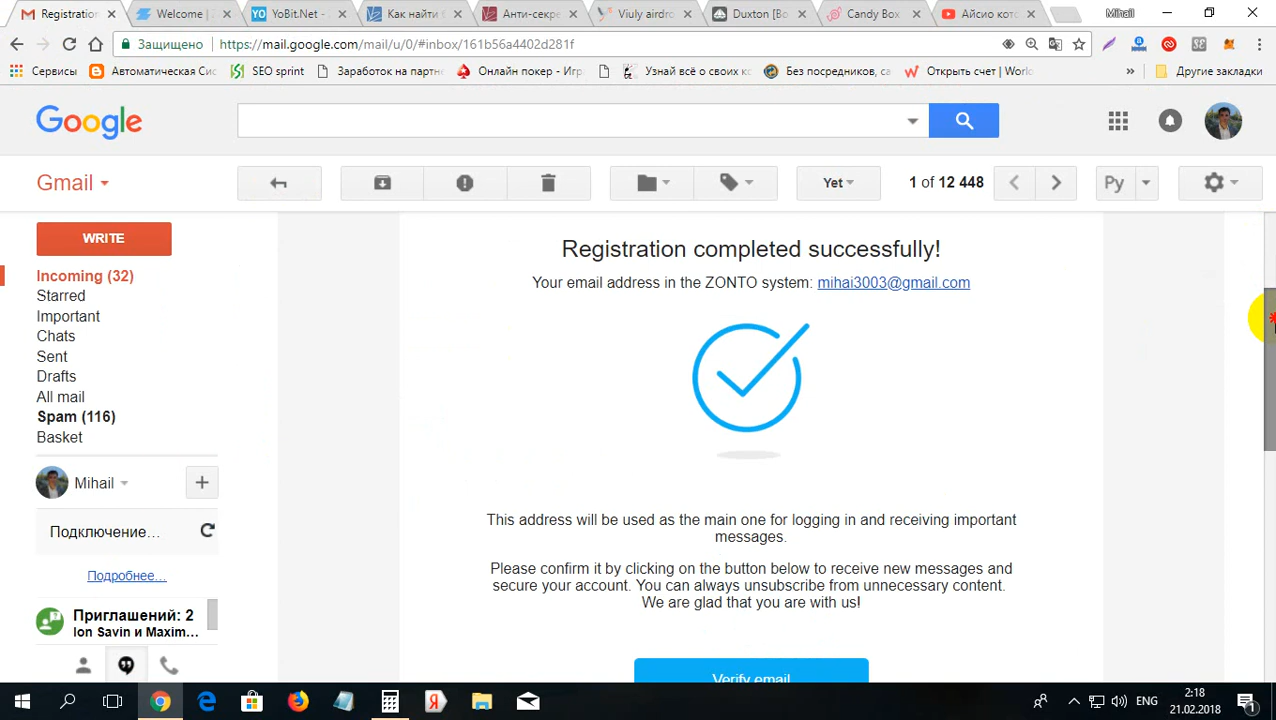 Registration
Welcome |
YoBit.Net -
Как найти
Анти-секре
Viuly airdro
Duxton [Bo
Candy Box
Айсио кото
Mihail
Защищено
https://mail.google.com/mail/u/0/#inbox/161b56a4402d281f
Сервисы
Автоматическая Сис
SEO sprint
Заработок на партн
Онлайн покер - Игр
Узнай всё о своих ко
Без посредников, са
Открыть счет | Worl
»
Другие закладки
Google
Gmail
Yet
1 of 12 448
Ру
WRITE
Incoming (32)
Starred
Important
Chats
Sent
Drafts
All mail
Spam (116)
Basket
Mihail
Подключение...
Подробнее...
Приглашений: 2
Ion Savin и Maxim...
Registration completed successfully!
Your email address in the ZONTO system: mihai3003@gmail.com
This address will be used as the main one for logging in and receiving important
messages.
Please confirm it by clicking on the button below to receive new messages and
secure your account. You can always unsubscribe from unnecessary content.
We are glad that you are with us!
Verify email
ENG
2:18
21.02.2018
1